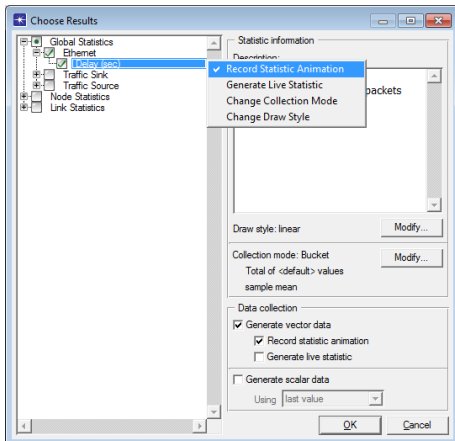 Choose Results
Global Statistics
Ethernet
Delay (sec)
Traffic Sink
Traffic Source
Node Statistics
Link Statistics
Statistic information
Description:
Record Statistic Animation
Generate Live Statistic
Change Collection Mode
Change Draw Style
packets
Draw style: linear
Modify...
Collection mode: Bucket
Modify...
Total of <default> values
sample mean
Data collection
Generate vector data
Record statistic animation
Generate live statistic
Generate scalar data
Using last value
OK
Cancel